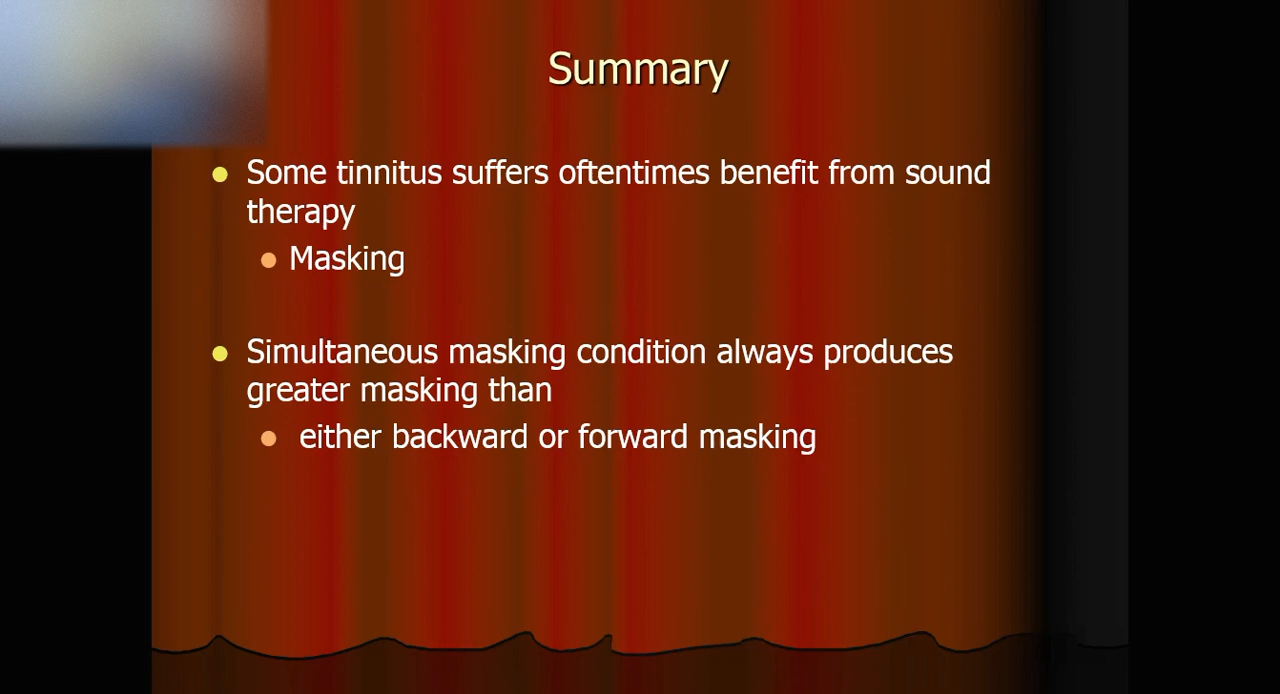 Summary
Some tinnitus suffers oftentimes benefit from sound
therapy
Masking
Simultaneous masking condition always produces
greater masking than
either backward or forward masking